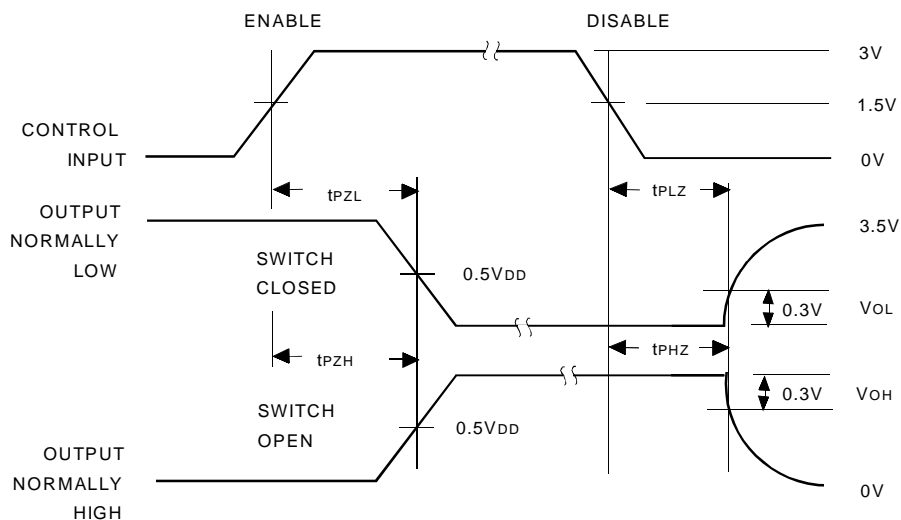 ENABLE
DISABLE
3V
1.5V
CONTROL
INPUT
0V
tPZL
tPLZ
OUTPUT
NORMALLY
LOW
3.5V
SWITCH
CLOSED
0.5VDD
0.3V
VOL
tPZH
tPHZ
0.3V
VOH
SWITCH
OPEN
0.5VDD
OUTPUT
NORMALLY
HIGH
0V